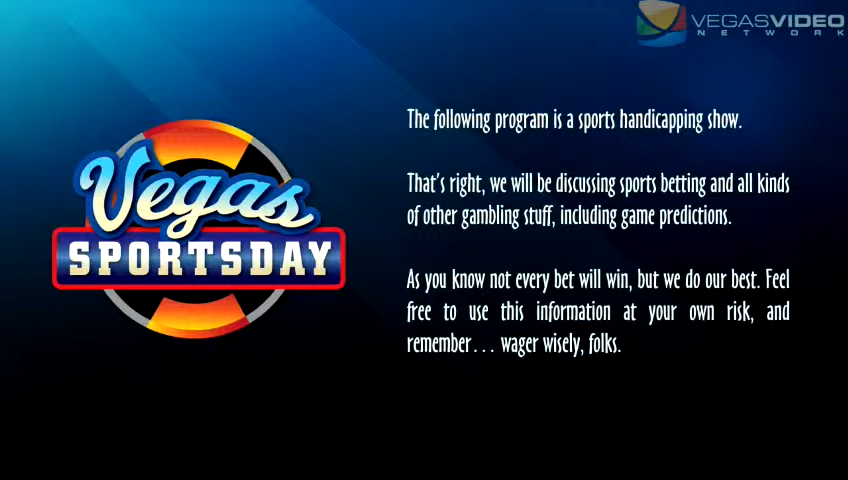 VEGASVIDEO
NETWORK
Vegas
SPORTSDAY
The following program is a sports handicapping show.
That's right, we will be discussing sports betting and all kinds
of other gambling stuff, including game predictions.
As you know not every bet will win, but we do our best. Feel
free to use this information at your own risk, and
remember... wager wisely, folks.